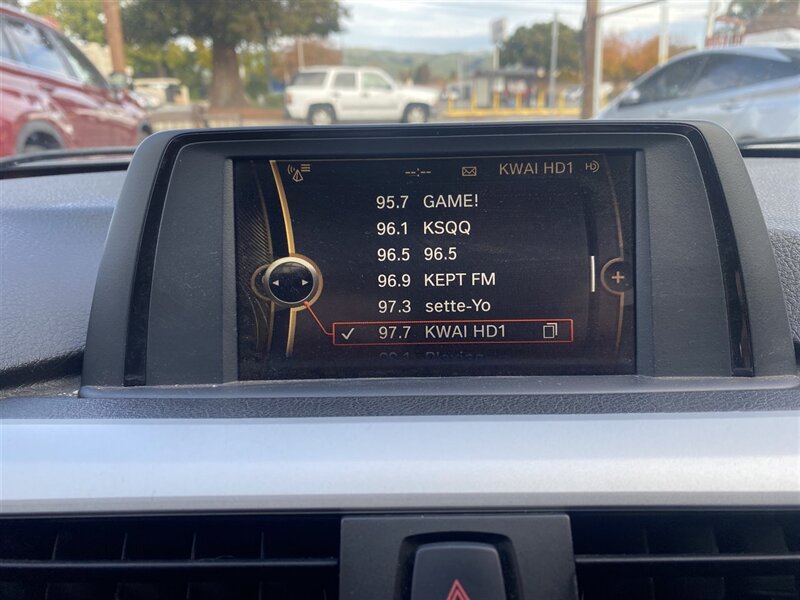 --:-- KWAI HD1 HD
95.7 GAME!
96.1 KSQQ
96.5 96.5
96.9 KEPT FM
97.3 sette-Yo
97.7 KWAI HD1